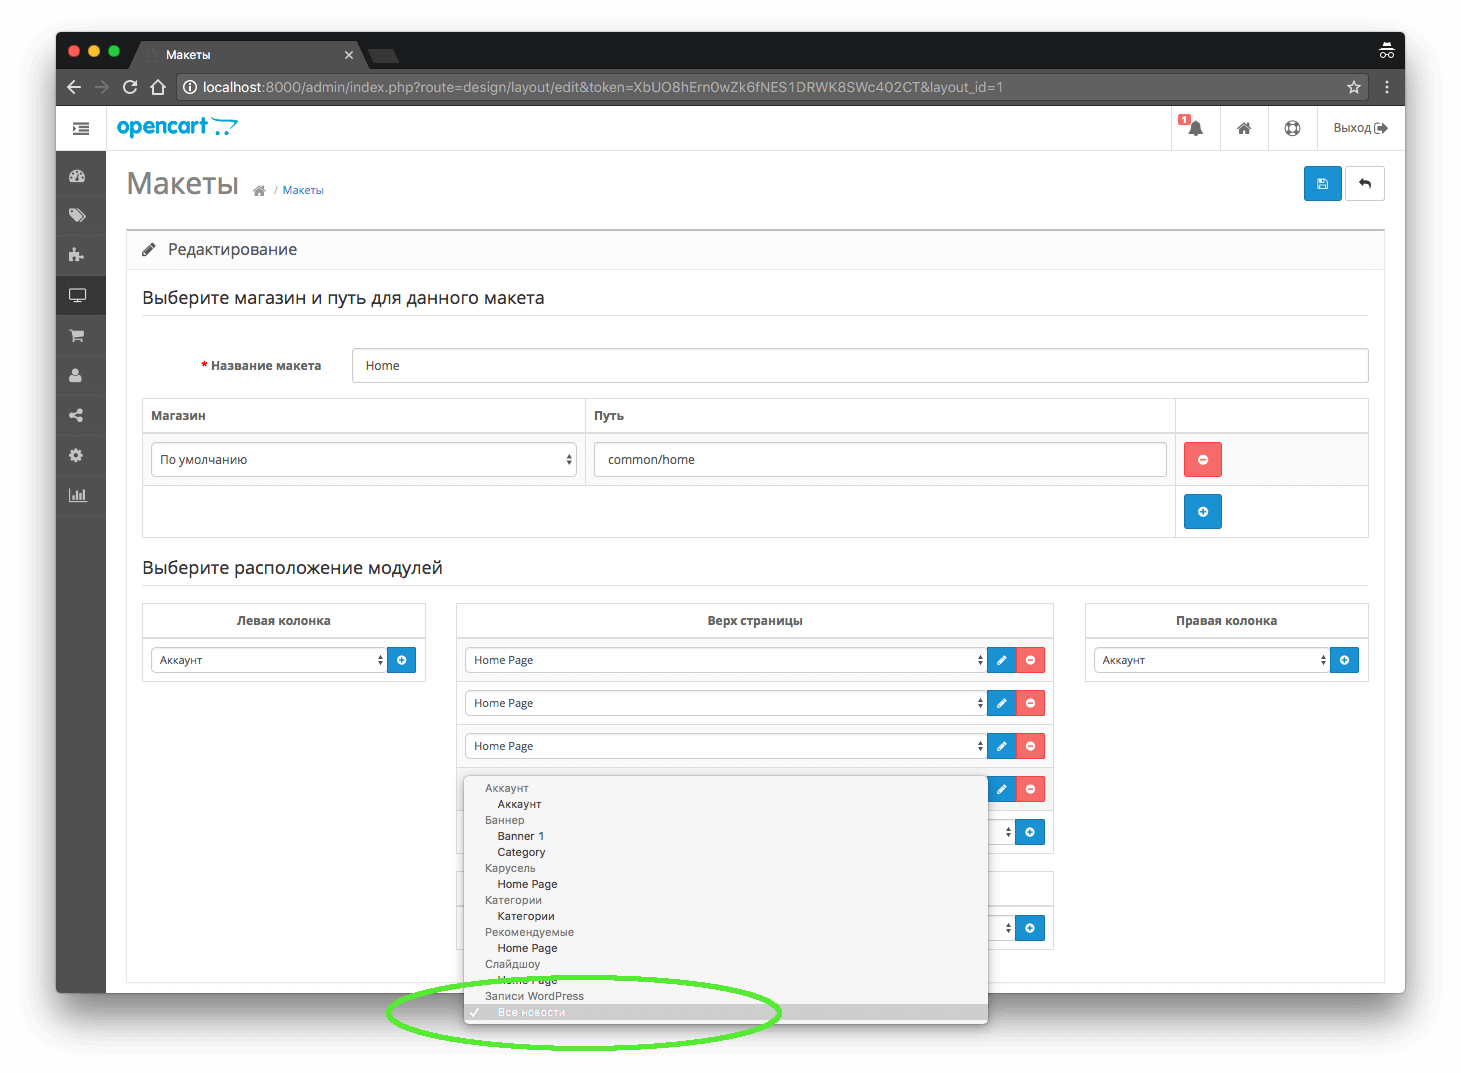 Макеты
localhost:8000/admin/index.php?route=design/layout/edit&token=XbUO8hErn0wZk6fNES1DRWK8SWc402CT&layout_id=1
opencart
1
Выход
Макеты / Макеты
Редактирование
Выберите магазин и путь для данного макета
* Название макета Home
Магазин Путь
По умолчанию common/home
Выберите расположение модулей
Левая колонка Верх страницы Правая колонка
Аккаунт Home Page Аккаунт
Home Page
Home Page
Аккаунт
Аккаунт
Баннер
Banner 1
Category
Карусель
Home Page
Категории
Категории
Рекомендуемые
Home Page
Слайдшоу
Home Page
Записи WordPress
✓ Все новости